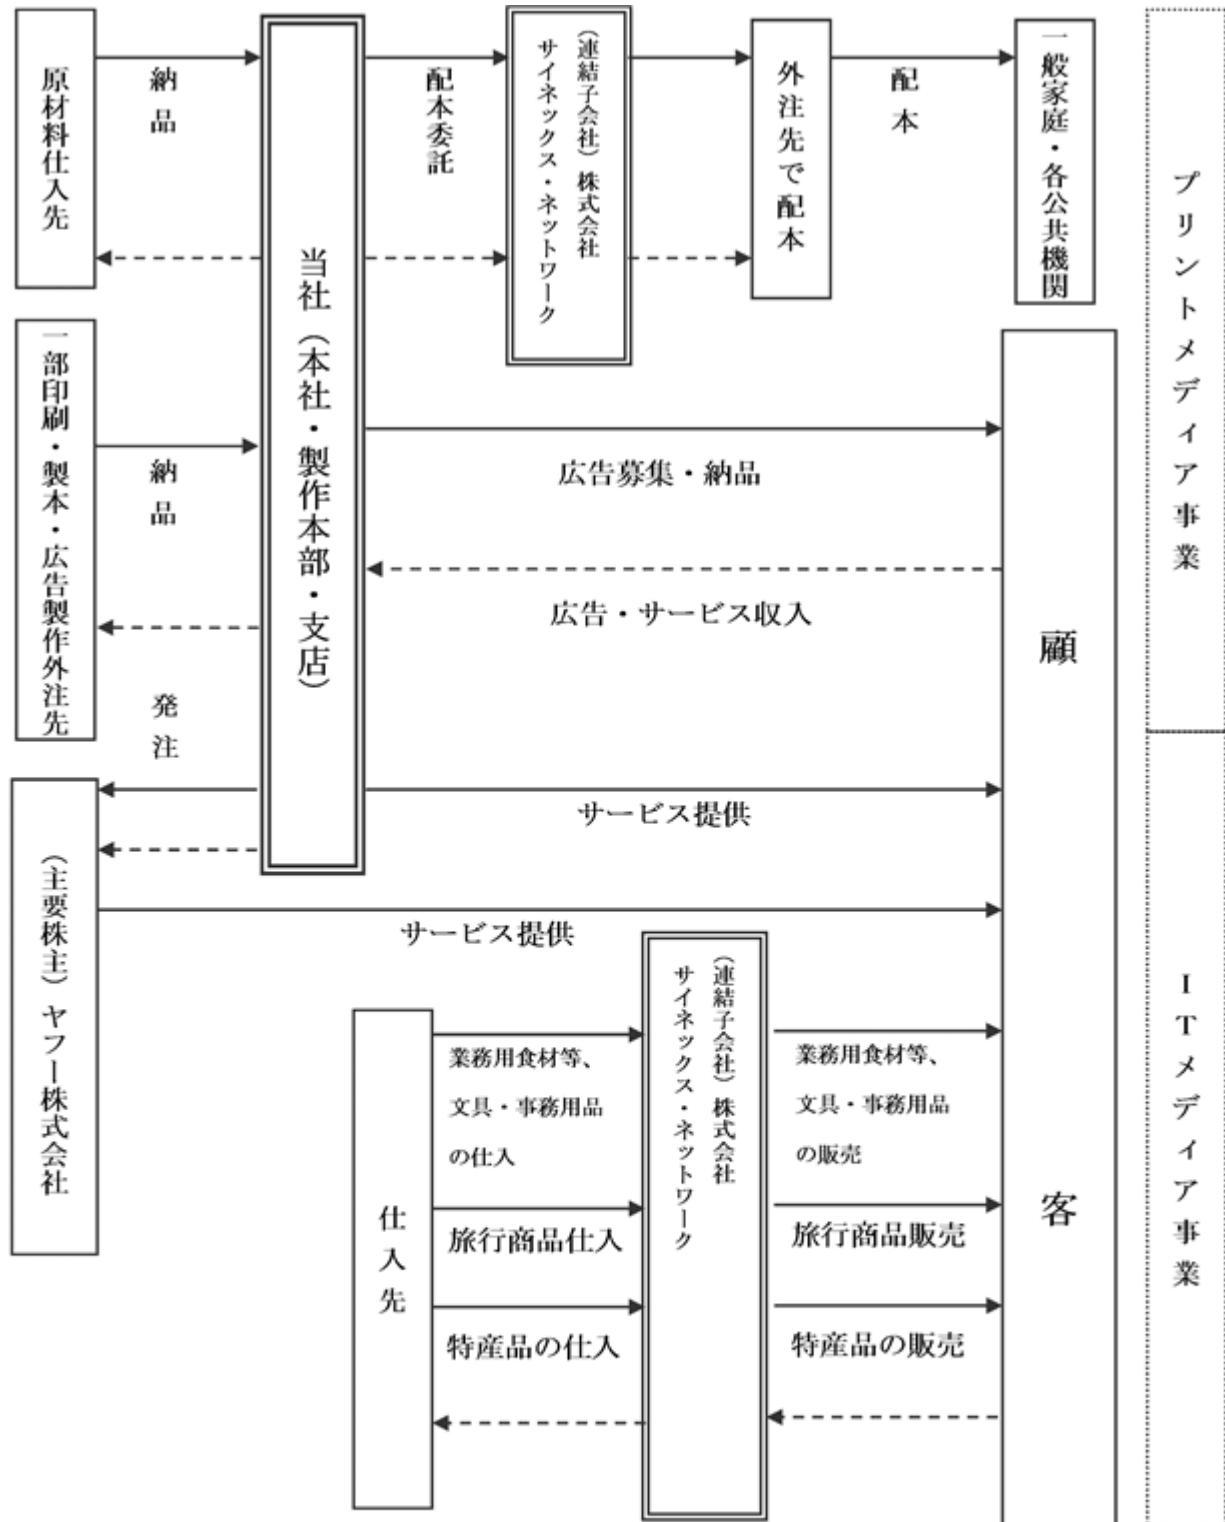 原材料仕入先
納品
当社（本社・製作本部・支店）
配本委託
（連結子会社）株式会社
サイネックス・ネットワーク
外注先で配本
配本
一般家庭・各公共機関
プリントメディア事業
一部印刷・製本・広告製作外注先
納品
広告募集・納品
広告・サービス収入
発注
サービス提供
顧客
（主要株主）ヤフー株式会社
サービス提供
仕入先
業務用食材等、
文具・事務用品
の仕入
旅行商品仕入
特産品の仕入
（連結子会社）株式会社
サイネックス・ネットワーク
業務用食材等、
文具・事務用品
の販売
旅行商品販売
特産品の販売
ITメディア事業